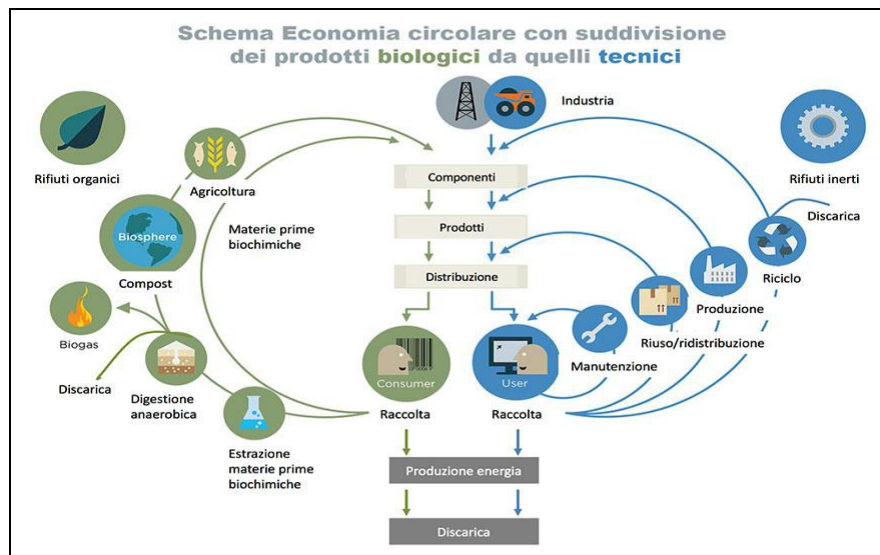 Schema Economia circolare con suddivisione
dei prodotti biologici da quelli tecnici
Industria
Rifiuti organici
Agricoltura
Componenti
Rifiuti inerti
Discarica
Materie prime
biochimiche
Prodotti
Biosphere
Compost
Distribuzione
Riciclo
Produzione
Biogas
Riuso/ridistribuzione
Manutenzione
Consumer
User
Discarica
Digestione
anaerobica
Raccolta
Raccolta
Estrazione
materie prime
biochimiche
Produzione energia
Discarica